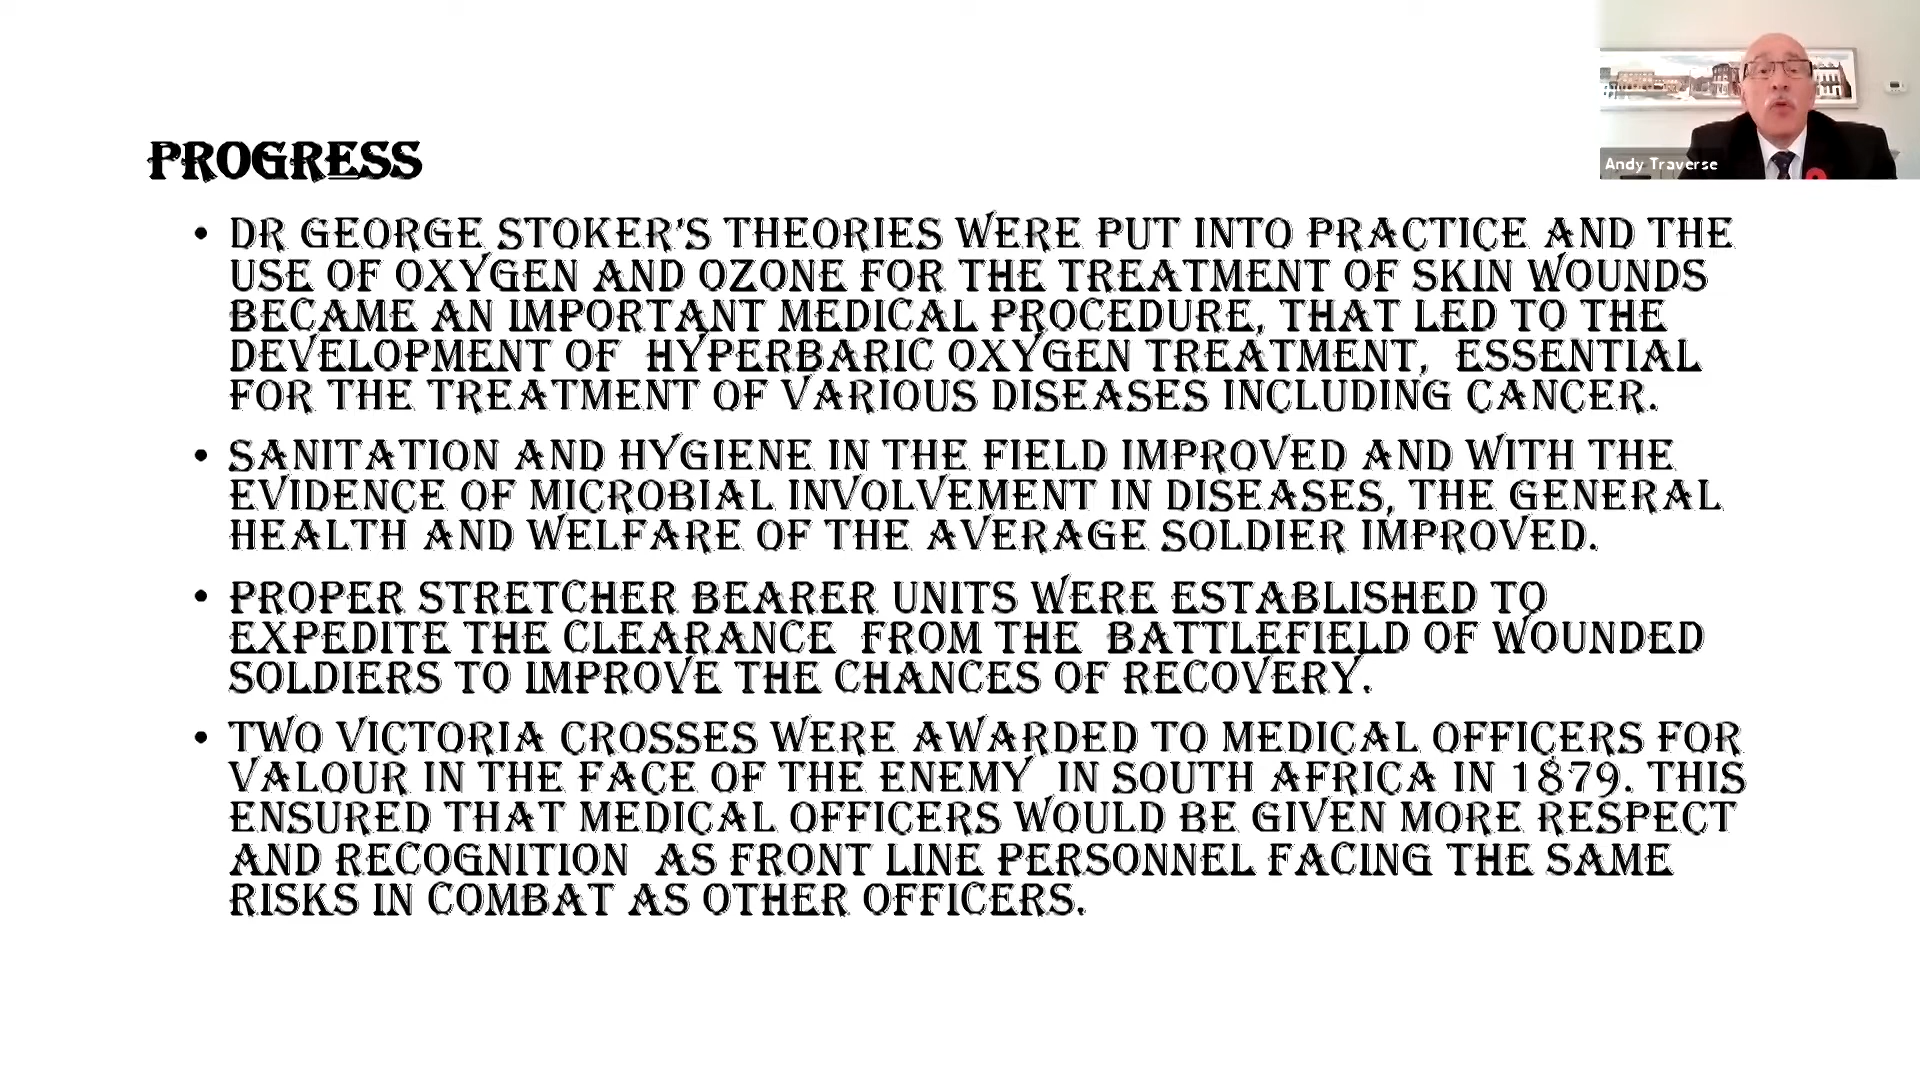 PROGRESS
• DR GEORGE STOKER'S THEORIES WERE PUT INTO PRACTICE AND THE
USE OF OXYGEN AND OZONE FOR THE TREATMENT OF SKIN WOUNDS
BECAME AN IMPORTANT MEDICAL PROCEDURE, THAT LED TO THE
DEVELOPMENT OF HYPERBARIC OXYGEN TREATMENT, ESSENTIAL
FOR THE TREATMENT OF VARIOUS DISEASES INCLUDING CANCER.
• SANITATION AND HYGIENE IN THE FIELD IMPROVED AND WITH THE
EVIDENCE OF MICROBIAL INVOLVEMENT IN DISEASES, THE GENERAL
HEALTH AND WELFARE OF THE AVERAGE SOLDIER IMPROVED.
• PROPER STRETCHER BEARER UNITS WERE ESTABLISHED TO
EXPEDITE THE CLEARANCE FROM THE BATTLEFIELD OF WOUNDED
SOLDIERS TO IMPROVE THE CHANCES OF RECOVERY.
• TWO VICTORIA CROSSES WERE AWARDED TO MEDICAL OFFICERS FOR
VALOUR IN THE FACE OF THE ENEMY IN SOUTH AFRICA IN 1879. THIS
ENSURED THAT MEDICAL OFFICERS WOULD BE GIVEN MORE RESPECT
AND RECOGNITION AS FRONT LINE PERSONNEL FACING THE SAME
RISKS IN COMBAT AS OTHER OFFICERS.
Andy Traverse